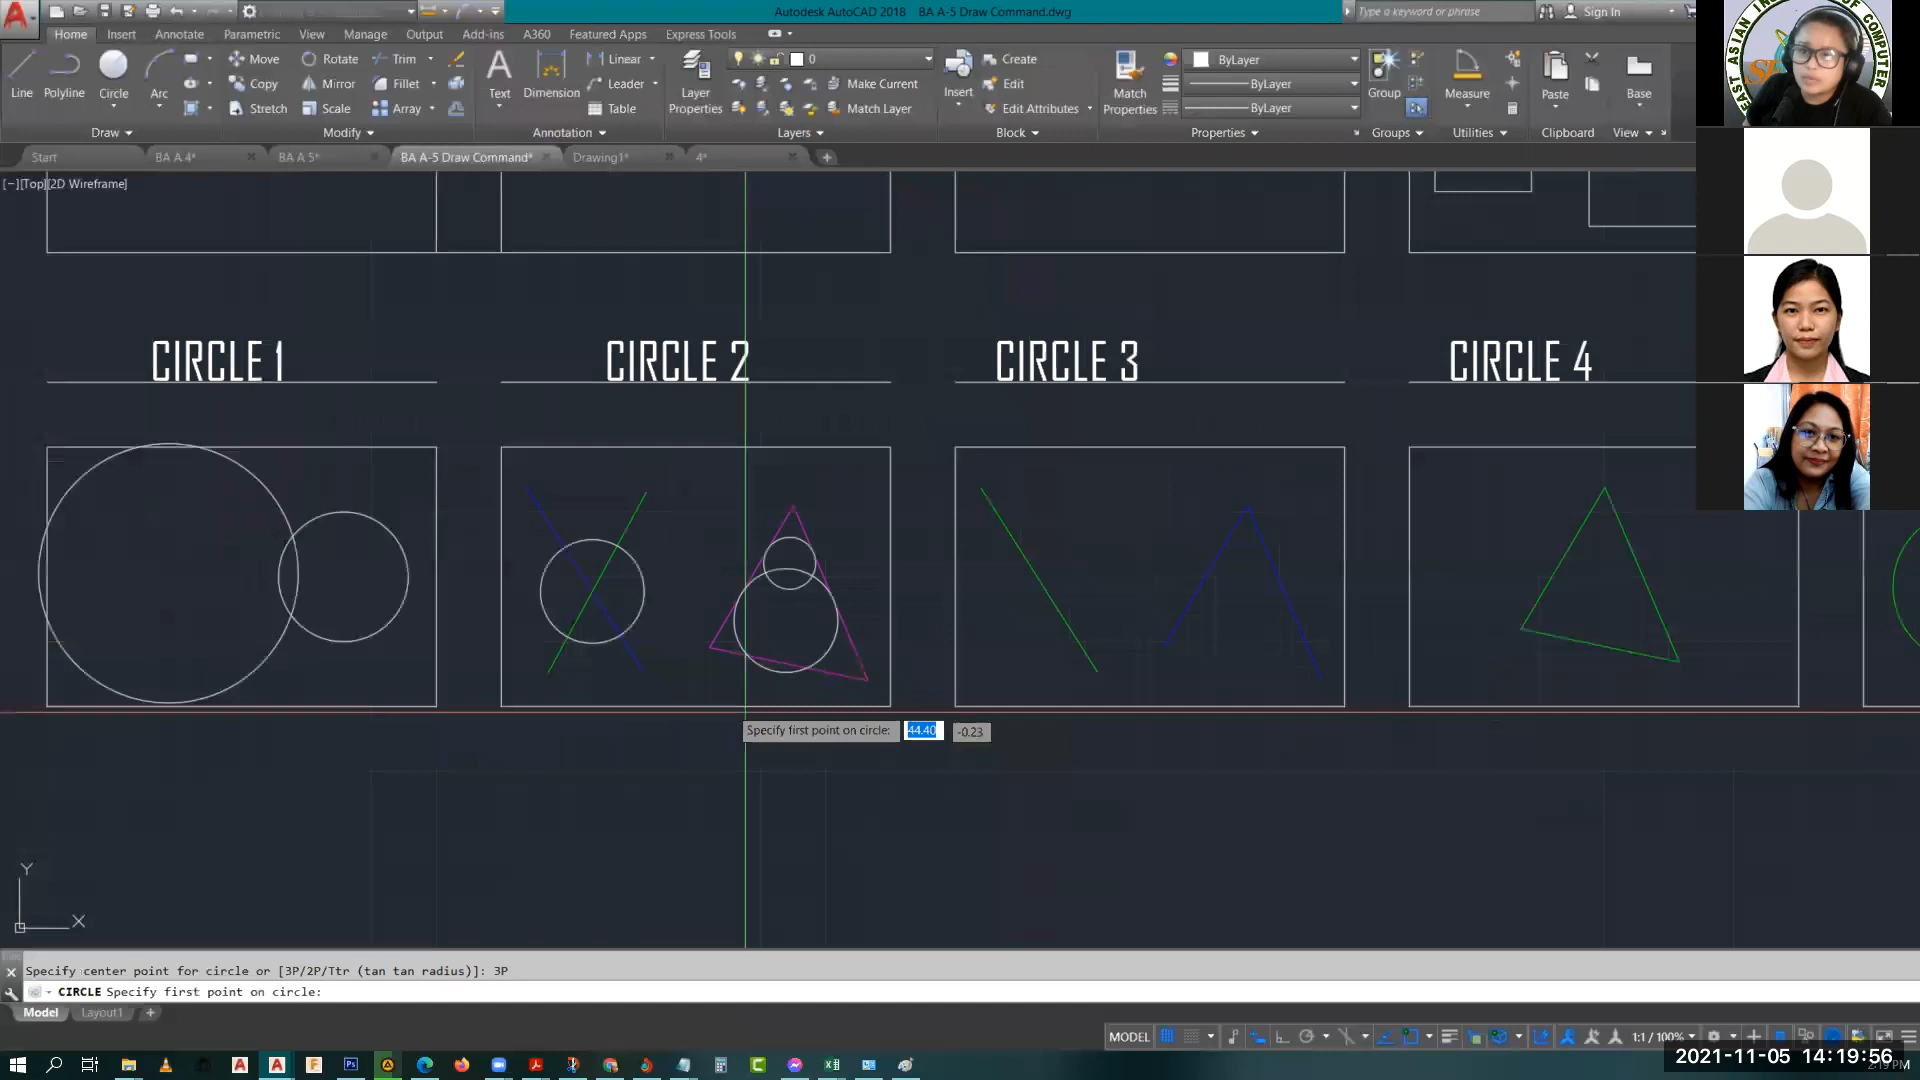 Autodesk AutoCAD 2018 BA A-5 Draw Command.dwg
Type a keyword or phrase
Sign In
Home Insert Annotate Parametric View Manage Output Add-ins A360 Featured Apps Express Tools
Line Polyline Circle Arc
Move Rotate Trim
Copy Mirror Fillet
Stretch Scale Array
Text Dimension
Linear
Leader
Table
Layer Properties
0
Make Current
Match Layer
Insert
Create
Edit
Edit Attributes
Match Properties
ByLayer
ByLayer
ByLayer
Group
Measure
Paste
Base
Draw Modify Annotation Layers Block Properties Groups Utilities Clipboard View
Start BA A 4* BA A 5* BA A-5 Draw Command* Drawing1* 4*
[−][Top][2D Wireframe]
CIRCLE 1 CIRCLE 2 CIRCLE 3 CIRCLE 4
Specify first point on circle: 44.40 -0.23
Y
X
Specify center point for circle or [3P/2P/Ttr (tan tan radius)]: 3P
CIRCLE Specify first point on circle:
Model Layout1
MODEL 1:1 / 100%
2021-11-05 14:19:56